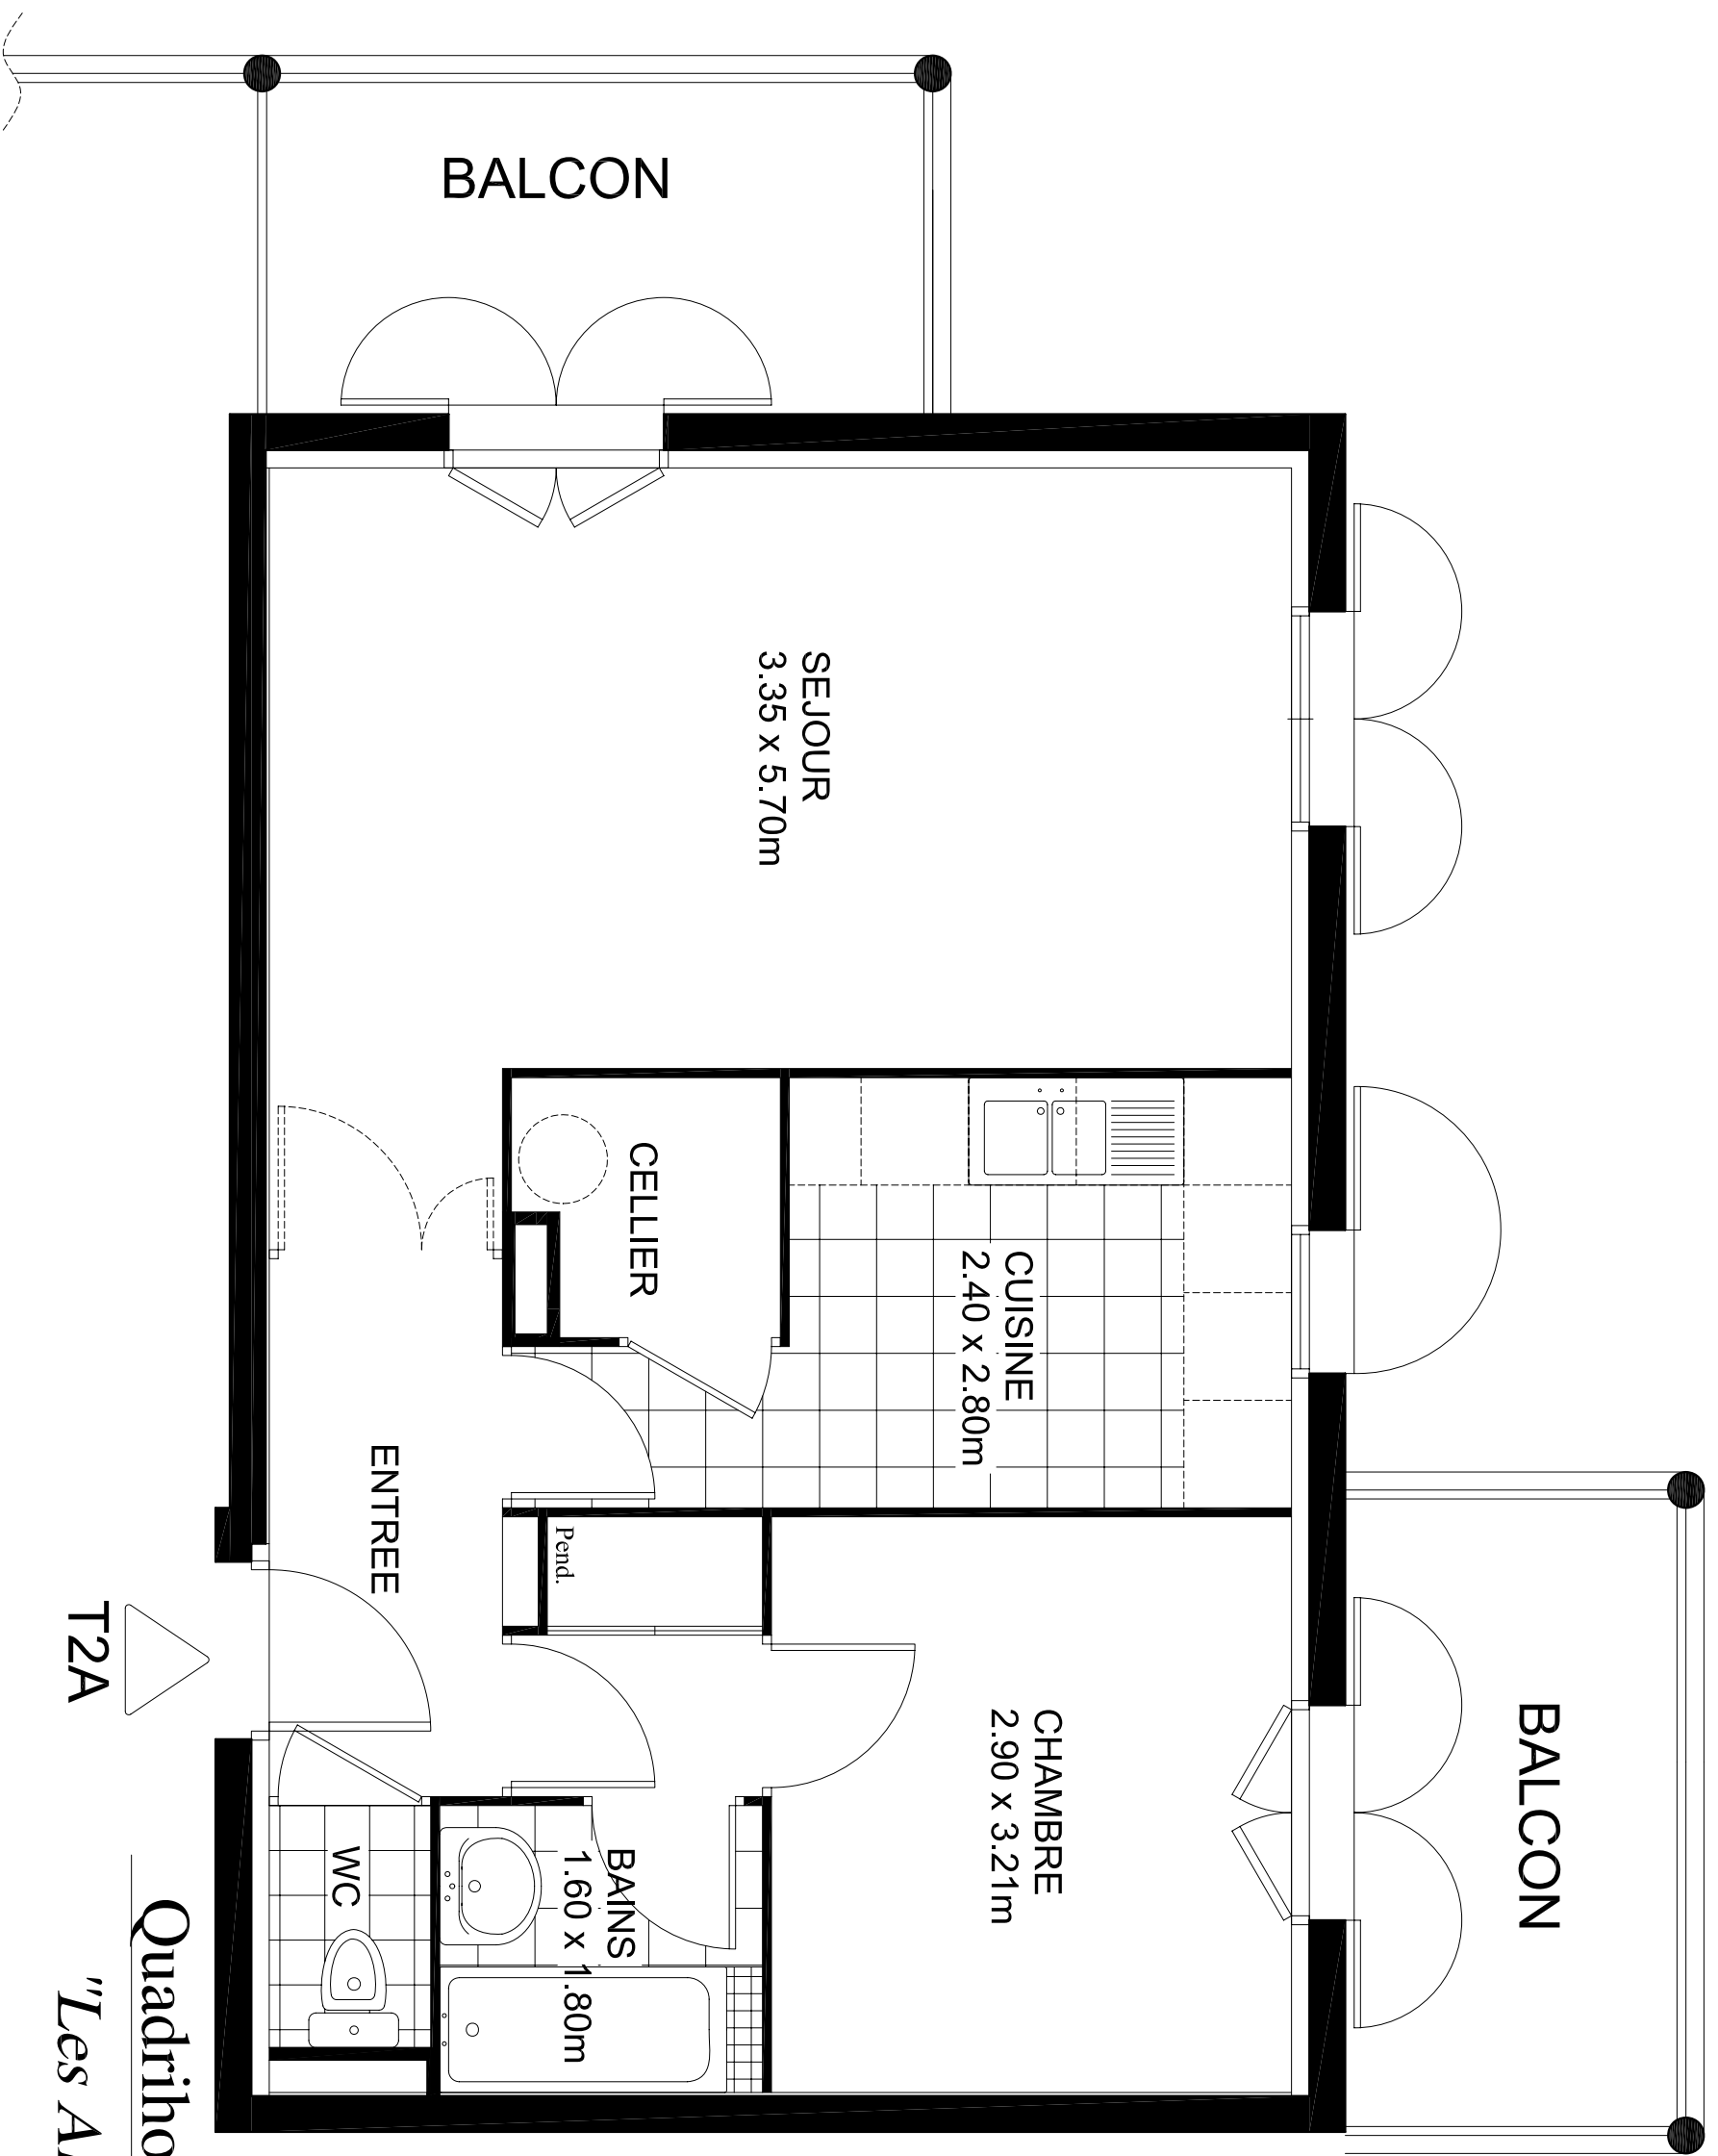 BALCON
SEJOUR
3.35 x 5.70m
CELLIER
CUISINE
2.40 x 2.80m
ENTREE
Pend.
T2A
CHAMBRE
2.90 x 3.21m
BALCON
BAINS
1.60 x 1.80m
WC
Quadriho
"Les A